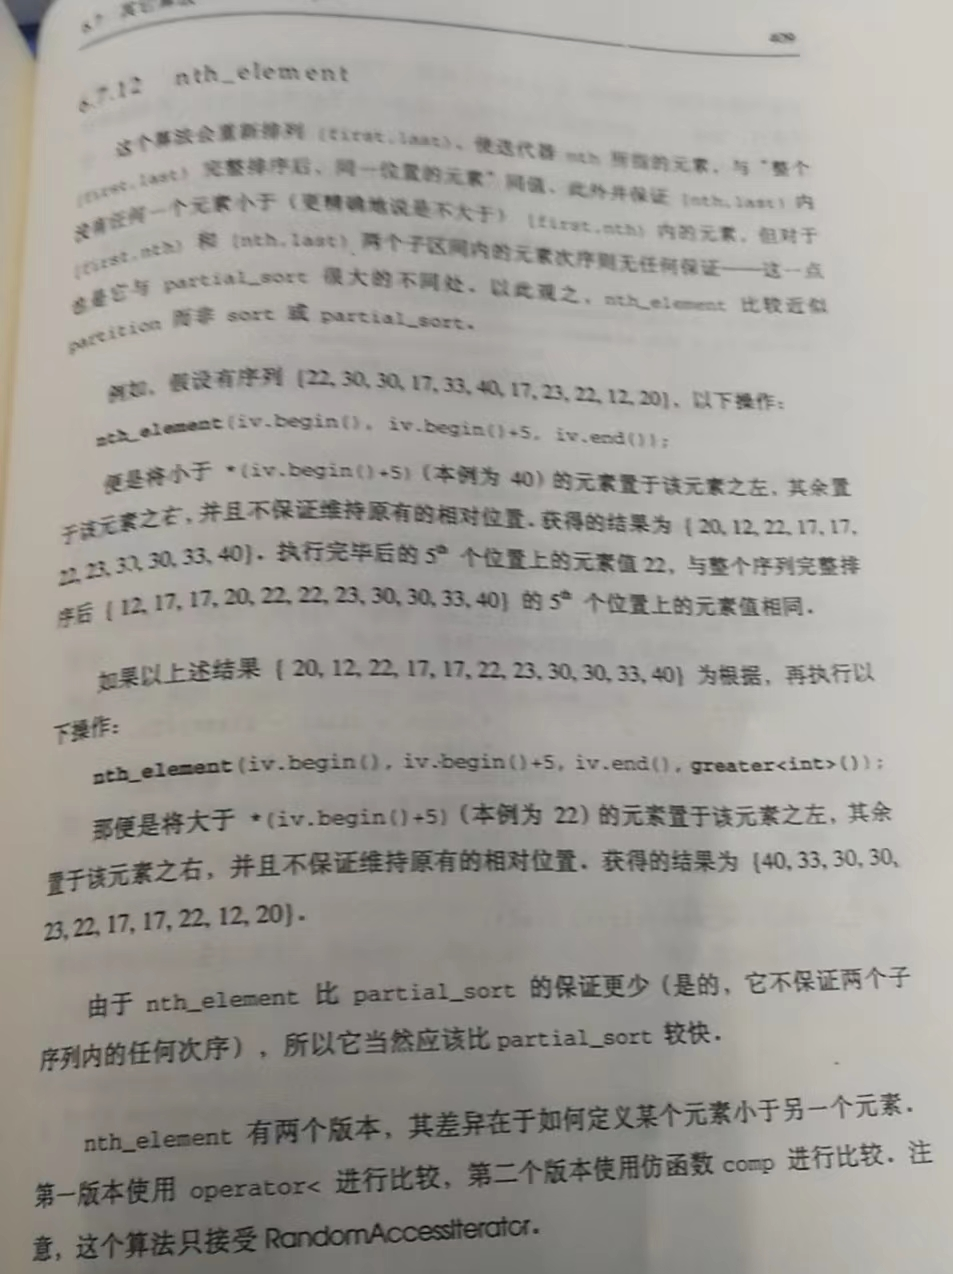 6.7 其它算法
409
6.7.12 nth_element
这个算法会重新排列 [first,last)，使迭代器 nth 所指的元素，与“整个
[first,last) 完整排序后，同一位置的元素”同值。此外并保证 [nth,last) 内
没有任何一个元素小于（更精确地说是不大于）[first,nth) 内的元素，但对于
[first,nth) 和 [nth,last) 两个子区间内的元素次序则无任何保证——这一点
也是它与 partial_sort 很大的不同处。以此观之，nth_element 比较近似
partition 而非 sort 或 partial_sort。
例如，假设有序列 {22, 30, 30, 17, 33, 40, 17, 23, 22, 12, 20}，以下操作：
nth_element(iv.begin(), iv.begin()+5, iv.end());
便是将小于 *(iv.begin()+5)（本例为 40）的元素置于该元素之左，其余置
于该元素之右，并且不保证维持原有的相对位置。获得的结果为 {20, 12, 22, 17, 17,
22, 23, 30, 30, 33, 40}。执行完毕后的 5th 个位置上的元素值 22，与整个序列完整排
序后 {12, 17, 17, 20, 22, 22, 23, 30, 30, 33, 40} 的 5th 个位置上的元素值相同。
如果以上述结果 {20, 12, 22, 17, 17, 22, 23, 30, 30, 33, 40} 为根据，再执行以
下操作：
nth_element(iv.begin(), iv.begin()+5, iv.end(), greater<int>());
那便是将大于 *(iv.begin()+5)（本例为 22）的元素置于该元素之左，其余
置于该元素之右，并且不保证维持原有的相对位置。获得的结果为 {40, 33, 30, 30,
23, 22, 17, 17, 22, 12, 20}。
由于 nth_element 比 partial_sort 的保证更少（是的，它不保证两个子
序列内的任何次序），所以它当然应该比 partial_sort 较快。
nth_element 有两个版本，其差异在于如何定义某个元素小于另一个元素。
第一版本使用 operator< 进行比较，第二个版本使用仿函数 comp 进行比较。注
意，这个算法只接受 RandomAccessIterator。